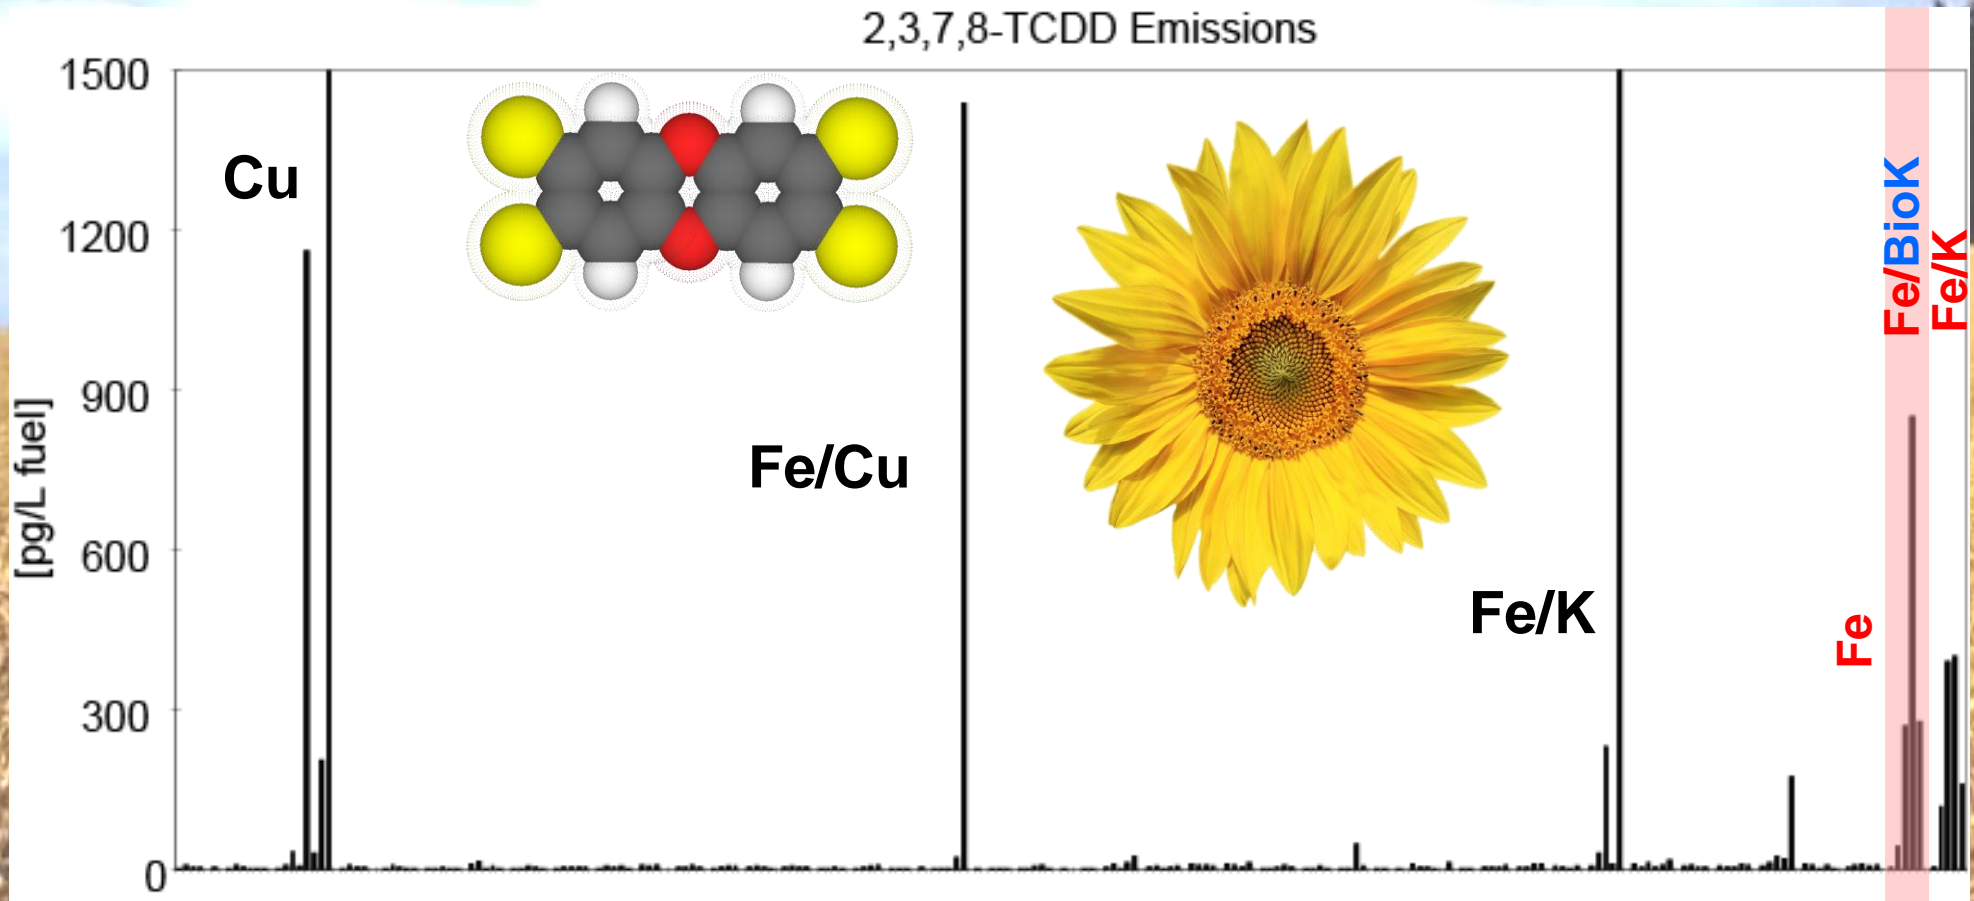 2,3,7,8-TCDD Emissions
[pg/L fuel]
1500
1200
900
600
300
0
Cu
Fe/Cu
Fe/K
Fe
Fe/BioK
Fe/K